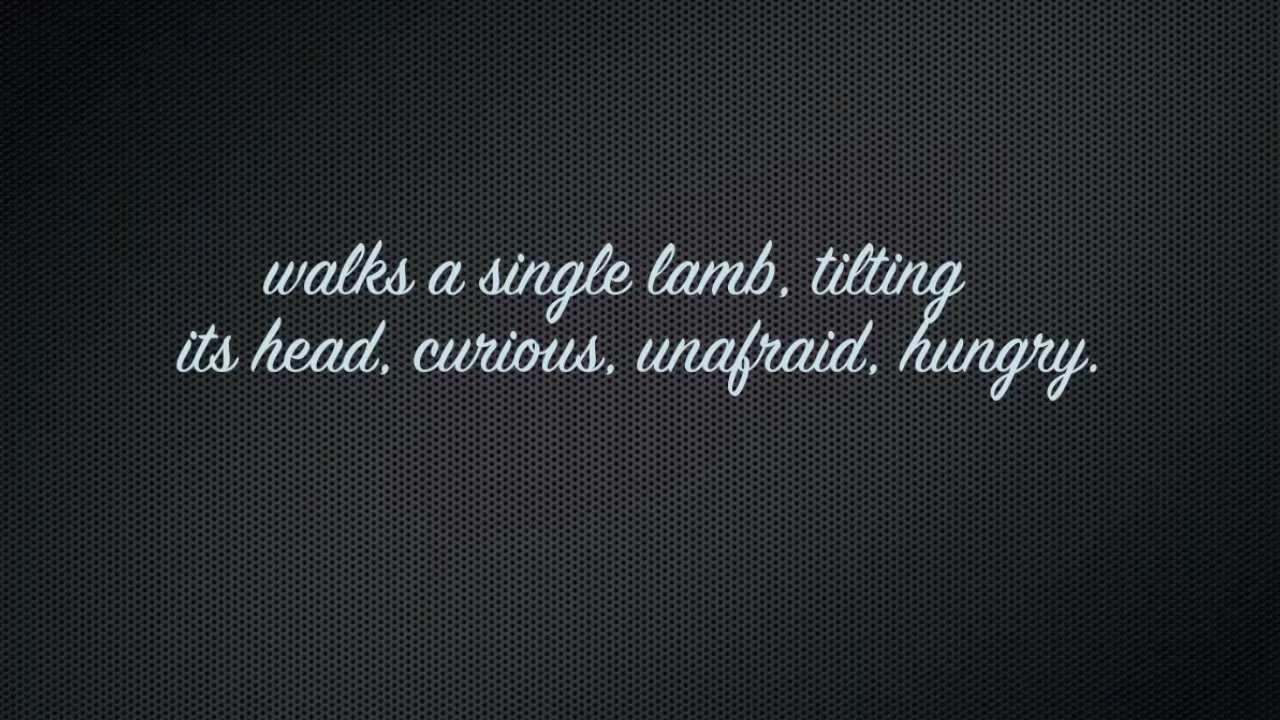 walks a single lamb, tilting
its head, curious, unafraid, hungry.